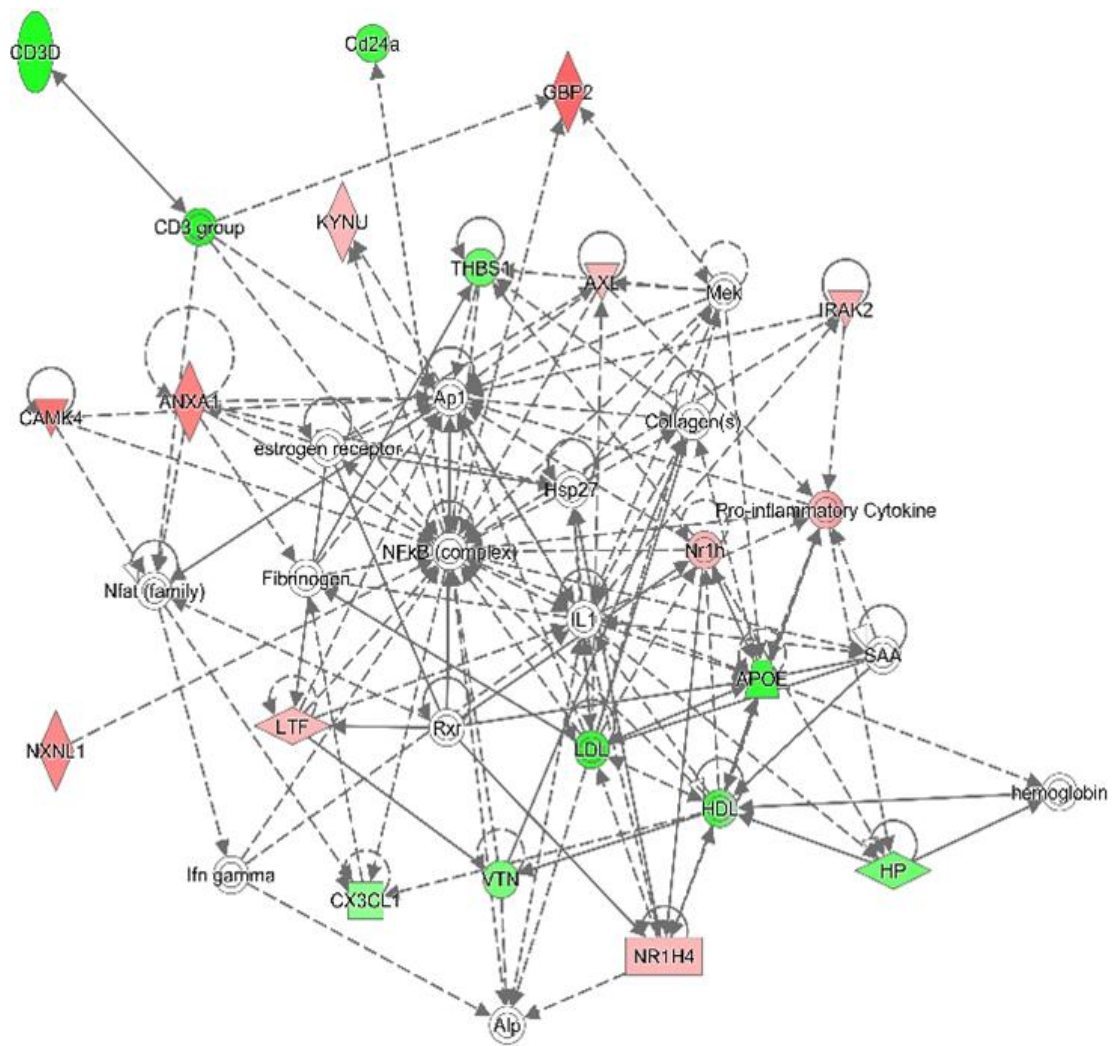 CD3D
Cd24a
GBP2
CD3 group
KYNU
THBS1
AXL
Mek
IRAK2
CAMK4
ANXA1
Ap1
Collagen(s)
estrogen receptor
Hsp27
Pro-inflammatory Cytokine
NFkB (complex)
Nr1h
Nfat (family)
Fibrinogen
IL1
SAA
APOE
NXNL1
LTF
Rxr
LDL
HDL
hemoglobin
Ifn gamma
CX3CL1
VTN
HP
NR1H4
Alp